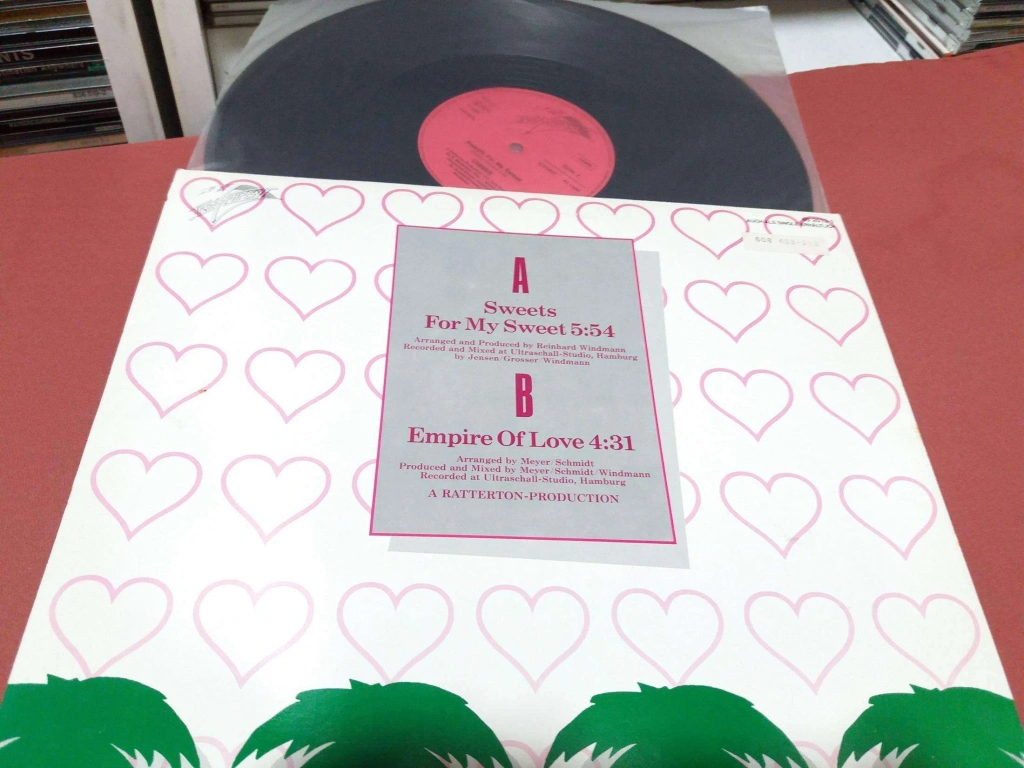 A
Sweets
For My Sweet 5:54
Arranged and Produced by Reinhard Windmann
Recorded and Mixed at Ultraschall-Studio, Hamburg
by Jensen/Grosser/Windmann
B
Empire Of Love 4:31
Arranged by Meyer/Schmidt
Produced and Mixed by Meyer/Schmidt/Windmann
Recorded at Ultraschall-Studio, Hamburg
A RATTERTON-PRODUCTION